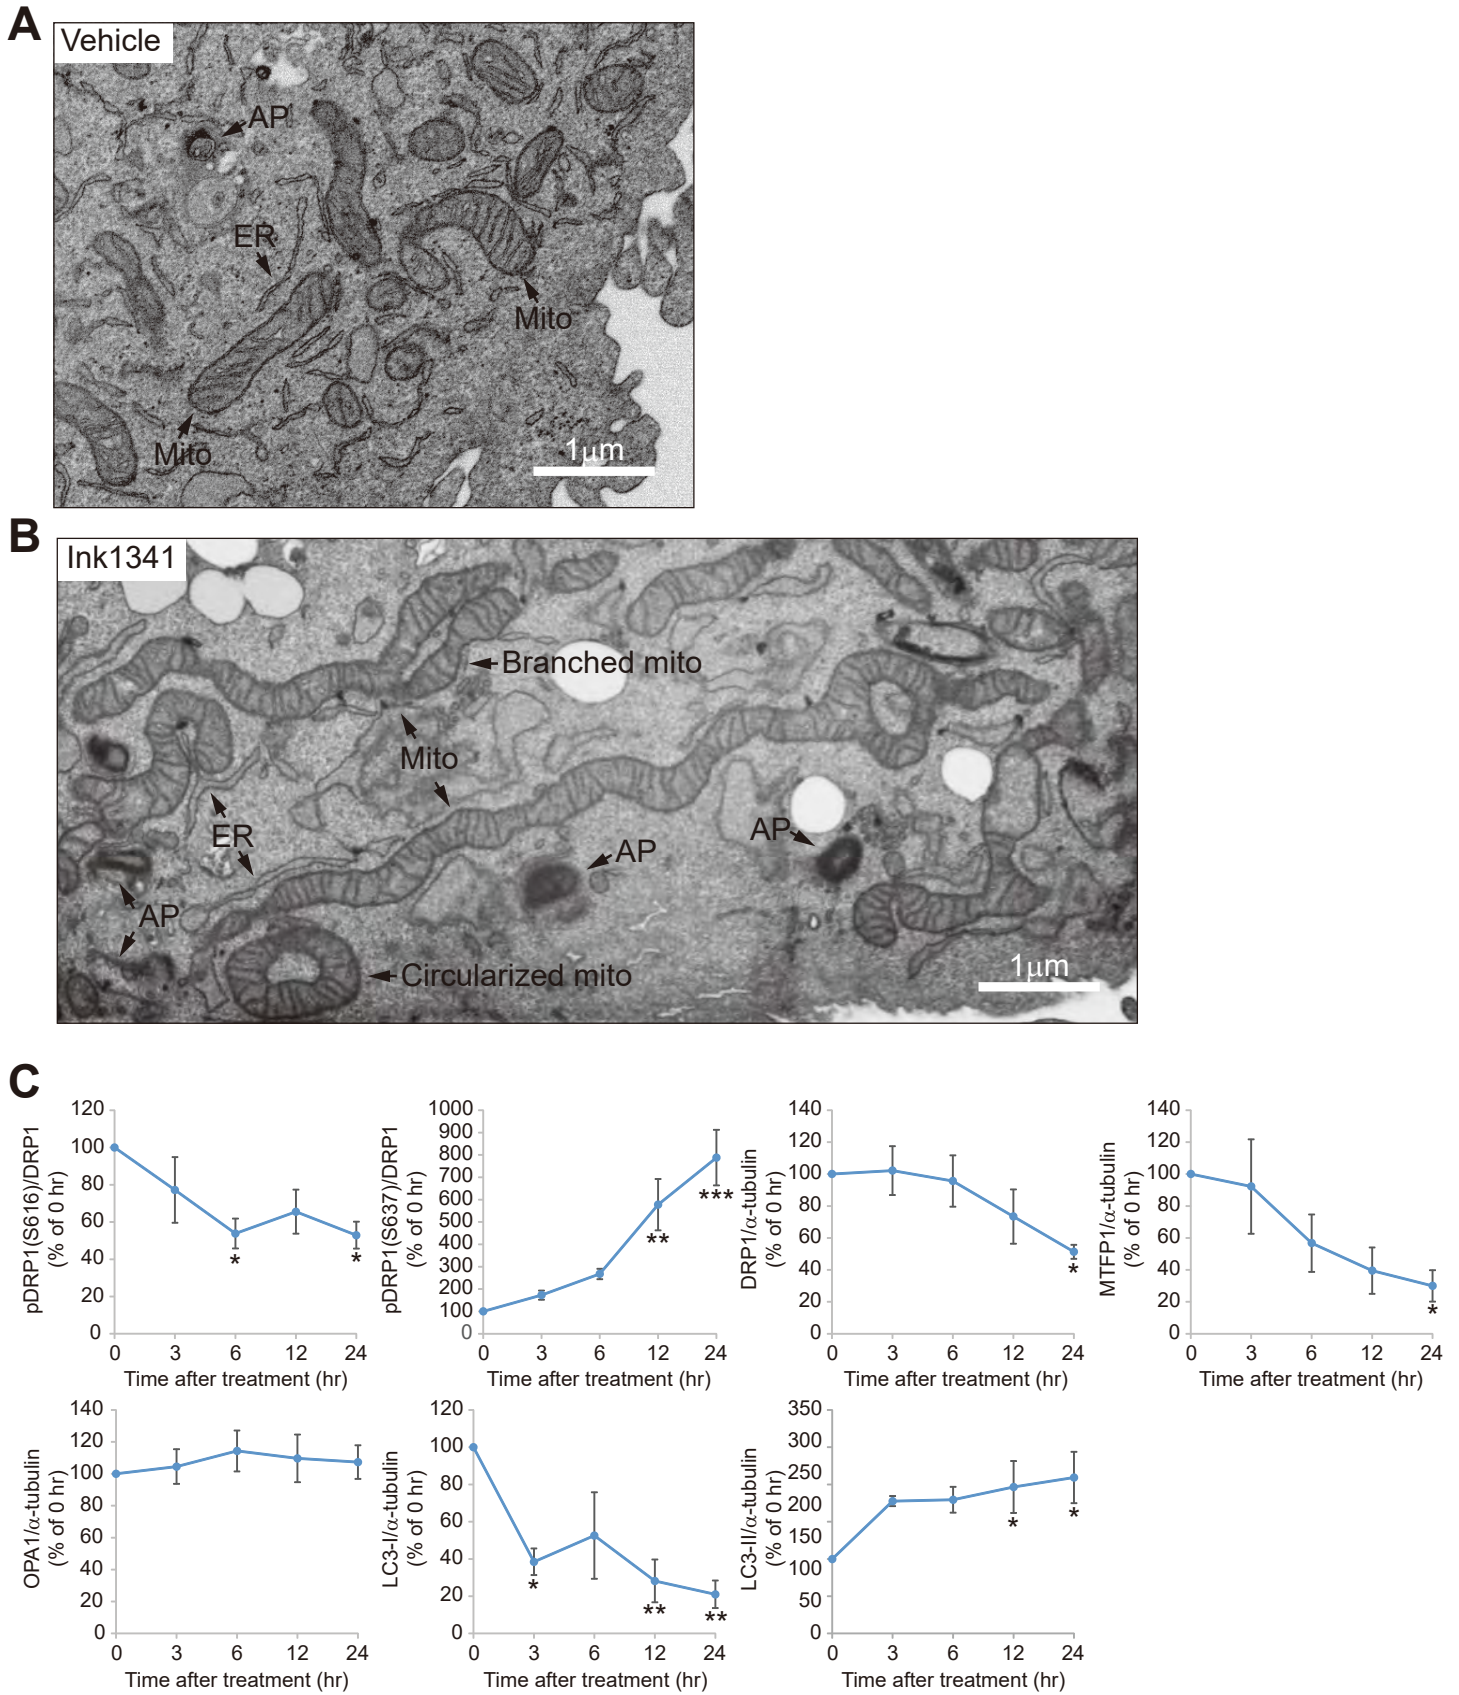 A
Vehicle
AP
ER
Mito
Mito
1μm
B
Ink1341
Branched mito
Mito
ER
AP
AP
AP
Circularized mito
1μm
C
pDRP1(S616)/DRP1
(% of 0 hr)
120
100
80
60
40
20
0
*
*
0 3 6 12 24
Time after treatment (hr)
pDRP1(S637)/DRP1
(% of 0 hr)
1000
900
800
700
600
500
400
300
200
100
0
**
***
0 3 6 12 24
Time after treatment (hr)
DRP1/α-tubulin
(% of 0 hr)
140
120
100
80
60
40
20
0
*
0 3 6 12 24
Time after treatment (hr)
MTFP1/α-tubulin
(% of 0 hr)
140
120
100
80
60
40
20
0
*
0 3 6 12 24
Time after treatment (hr)
OPA1/α-tubulin
(% of 0 hr)
140
120
100
80
60
40
20
0
0 3 6 12 24
Time after treatment (hr)
LC3-I/α-tubulin
(% of 0 hr)
120
100
80
60
40
20
0
*
**
**
0 3 6 12 24
Time after treatment (hr)
LC3-II/α-tubulin
(% of 0 hr)
350
300
250
200
150
100
50
0
*
*
0 3 6 12 24
Time after treatment (hr)